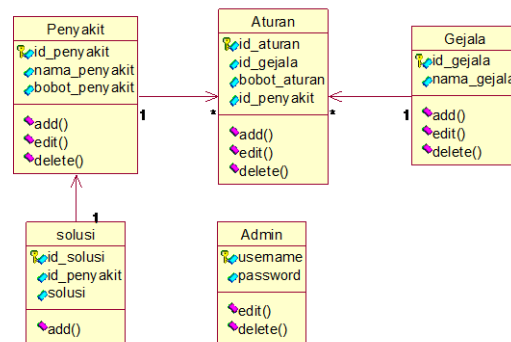 Penyakit
id_penyakit
nama_penyakit
bobot_penyakit
add()
edit()
delete()
1
*
Aturan
id_aturan
id_gejala
bobot_aturan
id_penyakit
add()
edit()
delete()
*
1
Gejala
id_gejala
nama_gejala
add()
edit()
delete()
1
solusi
id_solusi
id_penyakit
solusi
add()
Admin
username
password
edit()
delete()